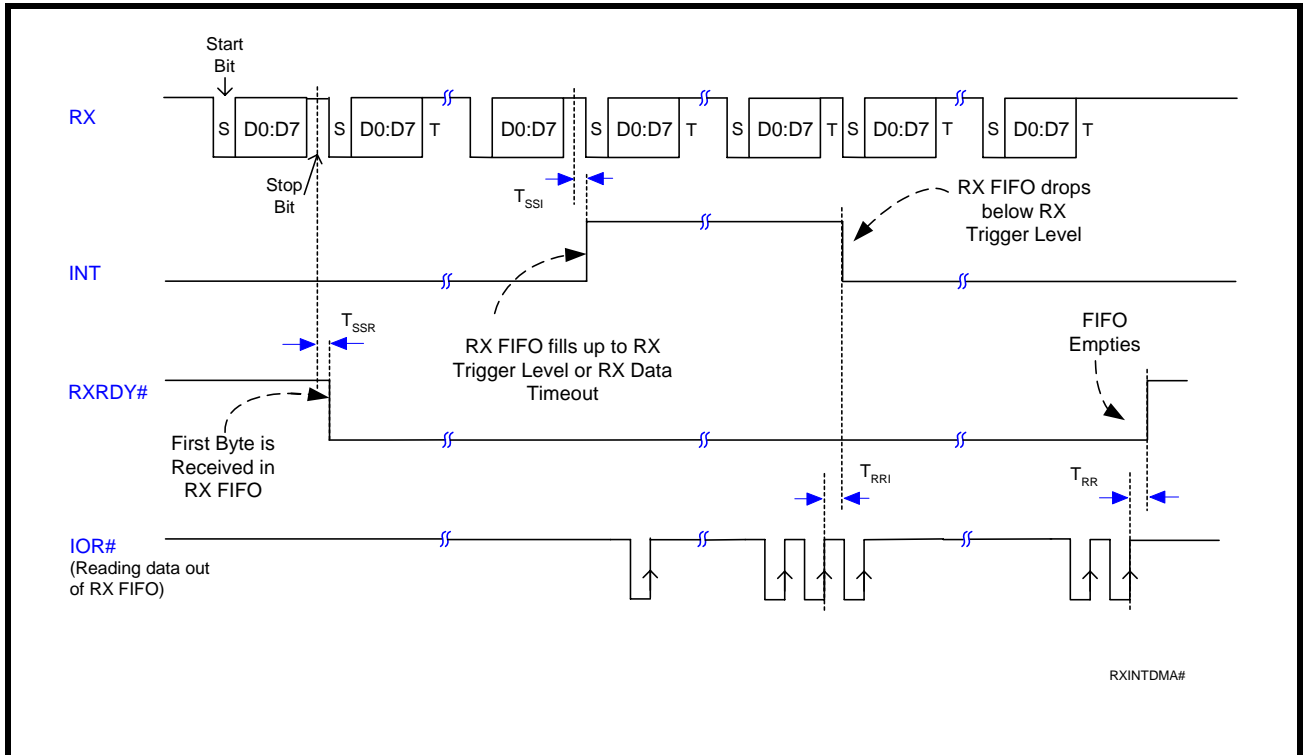 Start
Bit
RX
S D0:D7 S D0:D7 T D0:D7 S D0:D7 T S D0:D7 T S D0:D7 T S D0:D7 T
Stop
Bit
TSSI
RX FIFO drops
below RX
Trigger Level
INT
TSSR
RX FIFO fills up to RX
Trigger Level or RX Data
Timeout
FIFO
Empties
RXRDY#
First Byte is
Received in
RX FIFO
TRRI
TRR
IOR#
(Reading data out
of RX FIFO)
RXINTDMA#